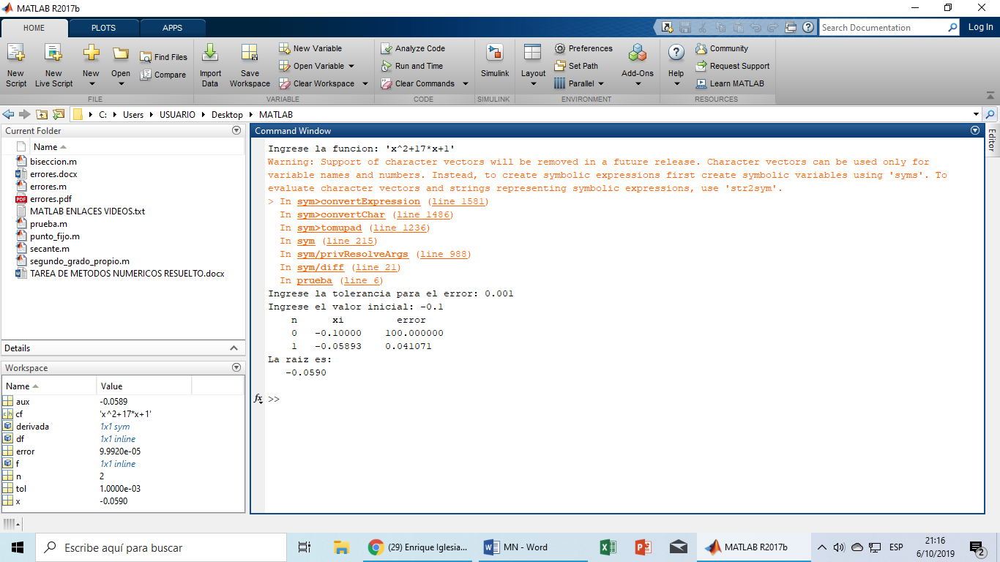 MATLAB R2017b
HOME PLOTS APPS
Search Documentation Log In
New Script
New Live Script
New
Open
Find Files
Compare
Import Data
Save Workspace
New Variable
Open Variable
Clear Workspace
Analyze Code
Run and Time
Clear Commands
Simulink
Layout
Preferences
Set Path
Parallel
Add-Ons
Help
Community
Request Support
Learn MATLAB
FILE VARIABLE CODE SIMULINK ENVIRONMENT RESOURCES
C: Users USUARIO Desktop MATLAB
Current Folder
Name
biseccion.m
errores.docx
errores.m
errores.pdf
MATLAB ENLACES VIDEOS.txt
prueba.m
punto_fijo.m
secante.m
segundo_grado_propio.m
TAREA DE METODOS NUMERICOS RESUELTO.docx
Details
Workspace
Name Value
aux -0.0589
cf 'x^2+17*x+1'
derivada 1x1 sym
df 1x1 inline
error 9.9920e-05
f 1x1 inline
n 2
tol 1.0000e-03
x -0.0590
Command Window
Ingrese la funcion: 'x^2+17*x+1'
Warning: Support of character vectors will be removed in a future release. Character vectors can be used only for
variable names and numbers. Instead, to create symbolic expressions first create symbolic variables using 'syms'. To
evaluate character vectors and strings representing symbolic expressions, use 'str2sym'.
> In sym>convertExpression (line 1581)
In sym>convertChar (line 1486)
In sym>tomupad (line 1236)
In sym (line 215)
In sym/privResolveArgs (line 988)
In sym/diff (line 21)
In prueba (line 6)
Ingrese la tolerancia para el error: 0.001
Ingrese el valor inicial: -0.1
n xi error
0 -0.10000 100.000000
1 -0.05893 0.041071
La raiz es:
-0.0590
fx >>
Editor
Escribe aquí para buscar
(29) Enrique Iglesia...
MN - Word
MATLAB R2017b
ESP
21:16
6/10/2019
2